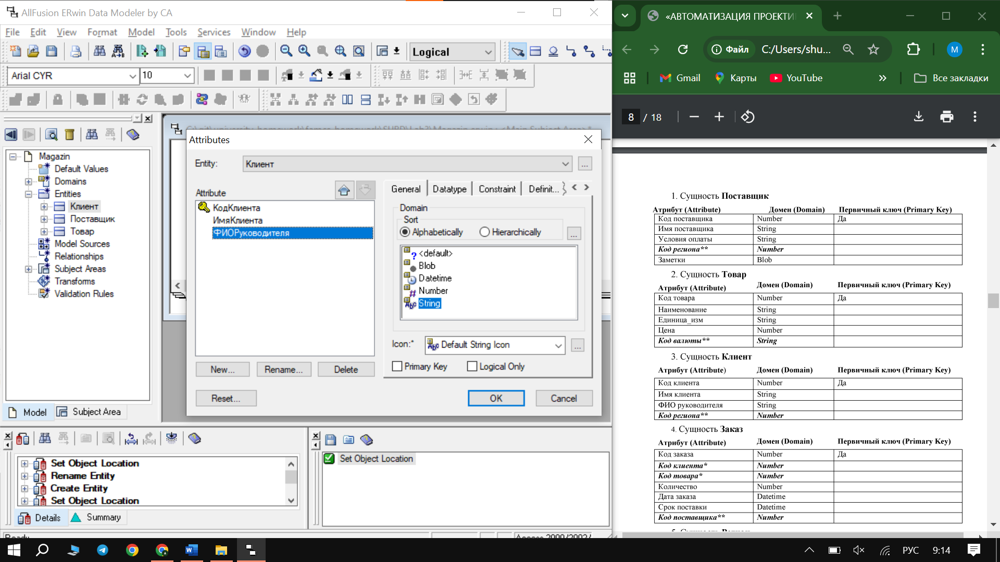 AllFusion ERwin Data Modeler by CA
File Edit View Format Model Tools Services Window Help
Logical
Arial CYR 10
Magazin
Default Values
Domains
Entities
Клиент
Поставщик
Товар
Model Sources
Relationships
Subject Areas
Transforms
Validation Rules
Model Subject Area
Attributes
Entity: Клиент ...
Attribute
КодКлиента
ИмяКлиента
ФИОРуководителя
New... Rename... Delete
Reset...
General Datatype Constraint Definit...
Domain
Sort
Alphabetically Hierarchically ...
<default>
Blob
Datetime
Number
String
Icon:* Default String Icon ...
Primary Key Logical Only
OK Cancel
Set Object Location
Rename Entity
Create Entity
Set Object Location
Details Summary
Set Object Location
Ready
Access 2000/2002/
«АВТОМАТИЗАЦИЯ ПРОЕКТИ
Файл C:/Users/shu... M
Gmail Карты YouTube » Все закладки
8 / 18
1. Сущность Поставщик
Атрибут (Attribute) Домен (Domain) Первичный ключ (Primary Key)
Код поставщика Number Да
Имя поставщика String
Условия оплаты String
Код региона** Number
Заметки Blob
2. Сущность Товар
Атрибут (Attribute) Домен (Domain) Первичный ключ (Primary Key)
Код товара Number Да
Наименование String
Единица_изм String
Цена Number
Код валюты** String
3. Сущность Клиент
Атрибут (Attribute) Домен (Domain) Первичный ключ (Primary Key)
Код клиента Number Да
Имя клиента String
ФИО руководителя String
Код региона** Number
4. Сущность Заказ
Атрибут (Attribute) Домен (Domain) Первичный ключ (Primary Key)
Код заказа Number Да
Код клиента* Number
Код товара* Number
Количество Number
Дата заказа Datetime
Срок поставки Datetime
Код поставщика** Number
РУС 9:14